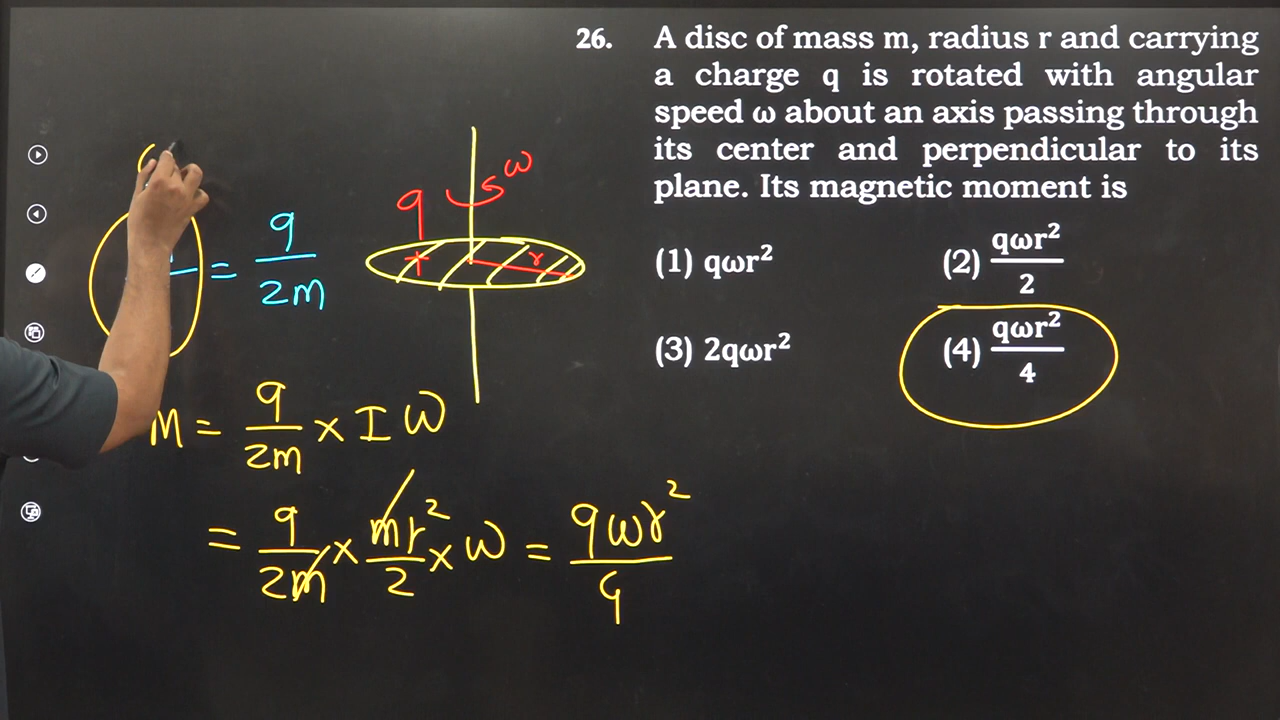 26. A disc of mass m, radius r and carrying
a charge q is rotated with angular
speed ω about an axis passing through
its center and perpendicular to its
plane. Its magnetic moment is
(1) qωr² (2) qωr²/2
(3) 2qωr² (4) qωr²/4
= q/2m
q ω
r
M = q/2m × I ω
= q/2m × mr²/2 × ω = qωr²/4